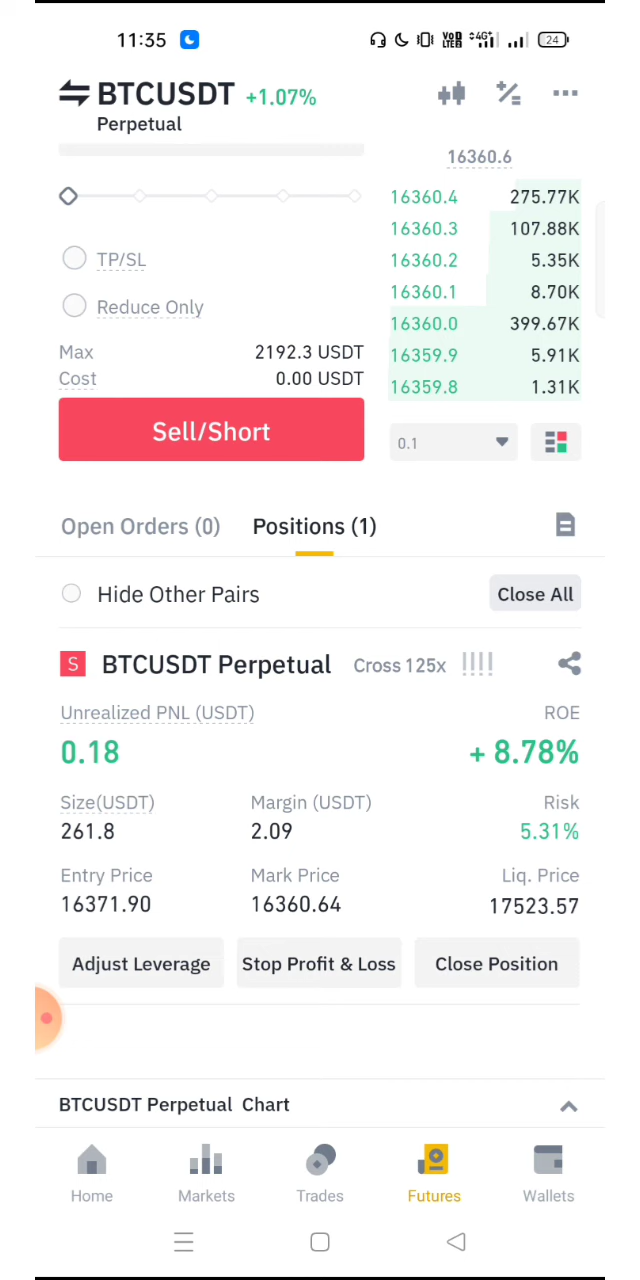 11:35 VoD LTEB 4G 24
BTCUSDT +1.07%
Perpetual
16360.6
16360.4 275.77K
16360.3 107.88K
TP/SL 16360.2 5.35K
16360.1 8.70K
Reduce Only
16360.0 399.67K
Max 2192.3 USDT 16359.9 5.91K
Cost 0.00 USDT 16359.8 1.31K
Sell/Short 0.1
Open Orders (0) Positions (1)
Hide Other Pairs Close All
S BTCUSDT Perpetual Cross 125x !!!!
Unrealized PNL (USDT) ROE
0.18 + 8.78%
Size(USDT) Margin (USDT) Risk
261.8 2.09 5.31%
Entry Price Mark Price Liq. Price
16371.90 16360.64 17523.57
Adjust Leverage Stop Profit & Loss Close Position
BTCUSDT Perpetual Chart
Home Markets Trades Futures Wallets